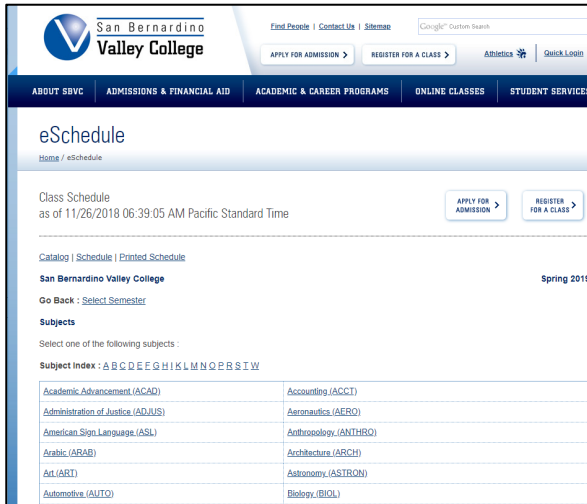 San Bernardino
Valley College
Find People | Contact Us | Sitemap
Google™ Custom Search
APPLY FOR ADMISSION >
REGISTER FOR A CLASS >
Athletics
Quick Login
ABOUT SBVC
ADMISSIONS & FINANCIAL AID
ACADEMIC & CAREER PROGRAMS
ONLINE CLASSES
STUDENT SERVICES
eSchedule
Home / eSchedule
Class Schedule
as of 11/26/2018 06:39:05 AM Pacific Standard Time
APPLY FOR
ADMISSION >
REGISTER
FOR A CLASS >
Catalog | Schedule | Printed Schedule
San Bernardino Valley College
Spring 2019
Go Back : Select Semester
Subjects
Select one of the following subjects :
Subject Index : A B C D E F G H I K L M N O P R S T W
Academic Advancement (ACAD)
Accounting (ACCT)
Administration of Justice (ADJUS)
Aeronautics (AERO)
American Sign Language (ASL)
Anthropology (ANTHRO)
Arabic (ARAB)
Architecture (ARCH)
Art (ART)
Astronomy (ASTRON)
Automotive (AUTO)
Biology (BIOL)